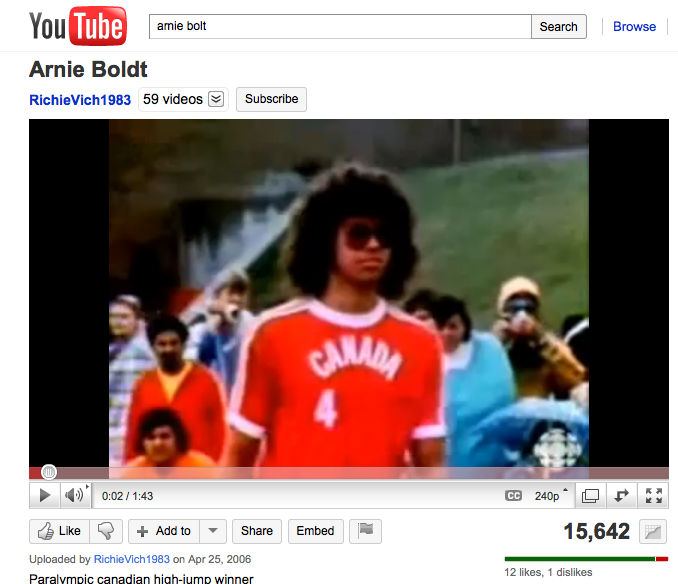 YouTube
arnie bolt
Search
Browse
Arnie Boldt
RichieVich1983
59 videos
Subscribe
CANADA
4
0:02 / 1:43
CC
240p
Like
+ Add to
Share
Embed
15,642
Uploaded by RichieVich1983 on Apr 25, 2006
12 likes, 1 dislikes
Paralympic canadian high-jump winner